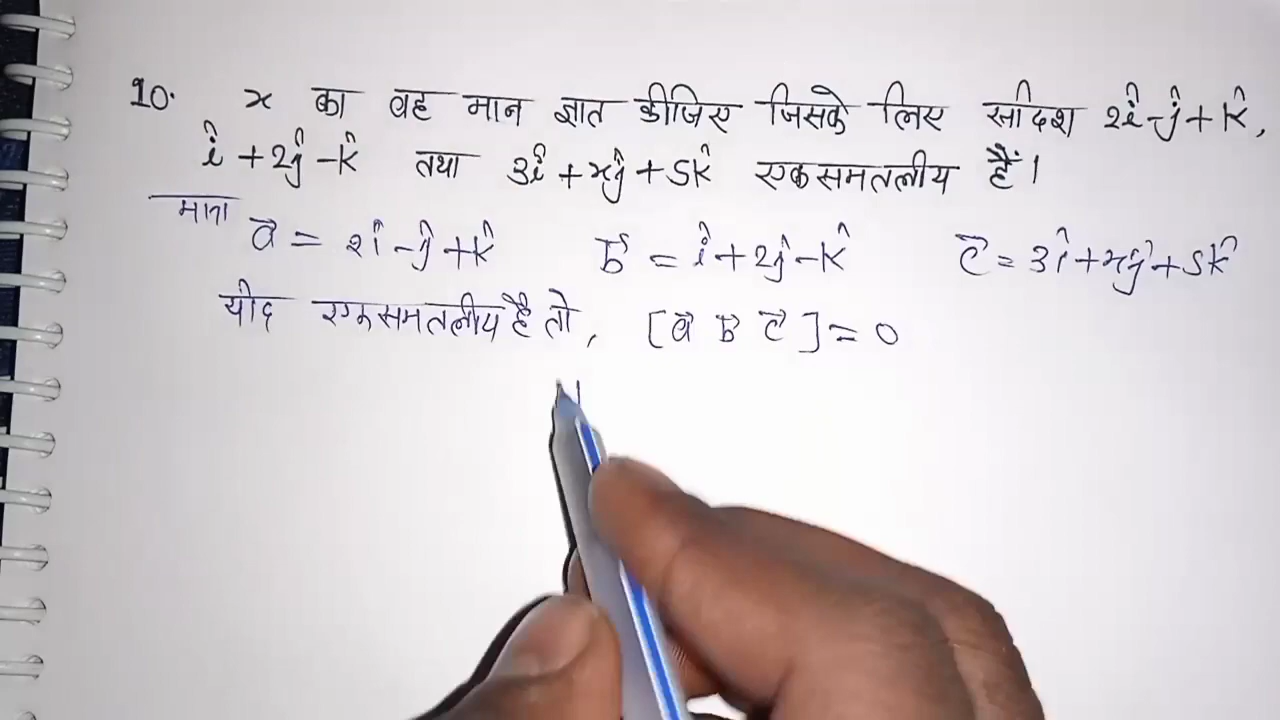 10. x का वह मान ज्ञात कीजिए जिसके लिए सदिश 2î-ĵ+k̂,
î+2ĵ-k̂ तथा 3î+xĵ+5k̂ एकसमतलीय हैं।
माना a⃗ = 2î-ĵ+k̂ b⃗ = î+2ĵ-k̂ c⃗ = 3î+xĵ+5k̂
यदि एकसमतलीय है तो, [a⃗ b⃗ c⃗] = 0